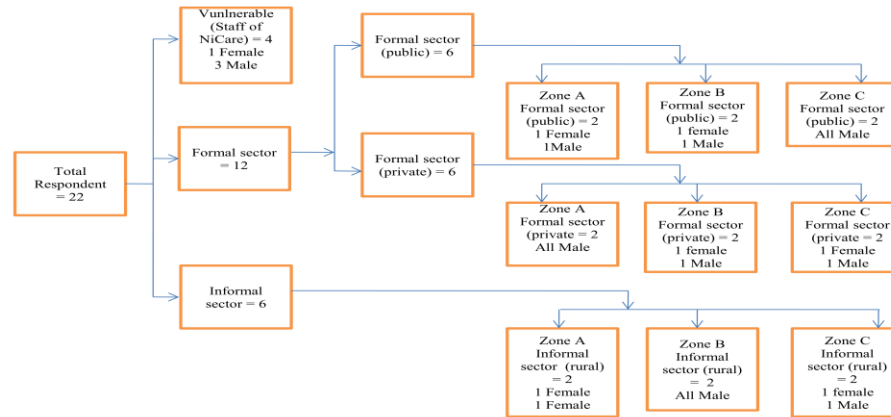 Vunlnerable
(Staff of
NiCare) = 4
1 Female
3 Male
Formal sector
(public) = 6
Zone A
Formal sector
(public) = 2
1 Female
1Male
Zone B
Formal sector
(public) = 2
1 female
1 Male
Zone C
Formal sector
(public) = 2
All Male
Total
Respondent
= 22
Formal sector
= 12
Formal sector
(private) = 6
Zone A
Formal sector
(private = 2
All Male
Zone B
Formal sector
(private) = 2
1 female
1 Male
Zone C
Formal sector
(private = 2
1 Female
1 Male
Informal
sector = 6
Zone A
Informal
sector (rural)
= 2
1 Female
1 Female
Zone B
Informal
sector (rural)
= 2
All Male
Zone C
Informal
sector (rural)
= 2
1 female
1 Male